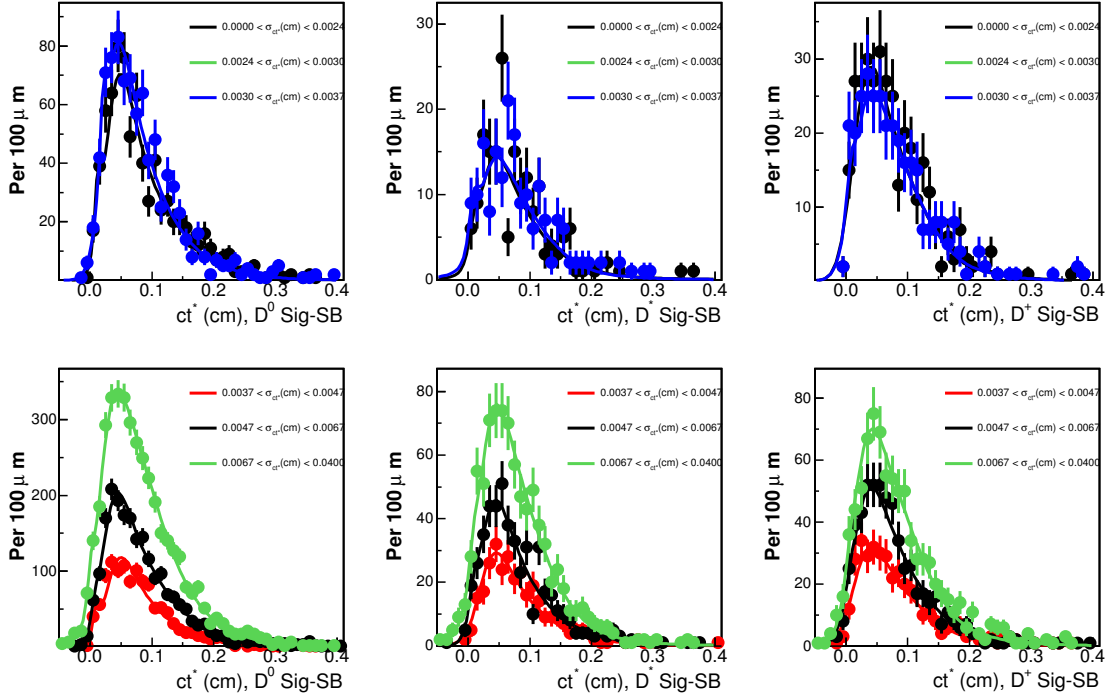 0.0000 < σct*(cm) < 0.0024
0.0024 < σct*(cm) < 0.0030
0.0030 < σct*(cm) < 0.0037
Per 100 μ m
80
60
40
20
0.0 0.1 0.2 0.3 0.4
ct* (cm), D0 Sig-SB
0.0000 < σct*(cm) < 0.0024
0.0024 < σct*(cm) < 0.0030
0.0030 < σct*(cm) < 0.0037
Per 100 μ m
30
20
10
0
0.0 0.1 0.2 0.3 0.4
ct* (cm), D* Sig-SB
0.0000 < σct*(cm) < 0.0024
0.0024 < σct*(cm) < 0.0030
0.0030 < σct*(cm) < 0.0037
Per 100 μ m
30
20
10
0.0 0.1 0.2 0.3 0.4
ct* (cm), D+ Sig-SB
0.0037 < σct*(cm) < 0.0047
0.0047 < σct*(cm) < 0.0067
0.0067 < σct*(cm) < 0.0400
Per 100 μ m
300
200
100
0.0 0.1 0.2 0.3 0.4
ct* (cm), D0 Sig-SB
0.0037 < σct*(cm) < 0.0047
0.0047 < σct*(cm) < 0.0067
0.0067 < σct*(cm) < 0.0400
Per 100 μ m
80
60
40
20
0
0.0 0.1 0.2 0.3 0.4
ct* (cm), D* Sig-SB
0.0037 < σct*(cm) < 0.0047
0.0047 < σct*(cm) < 0.0067
0.0067 < σct*(cm) < 0.0400
Per 100 μ m
80
60
40
20
0
0.0 0.1 0.2 0.3 0.4
ct* (cm), D+ Sig-SB